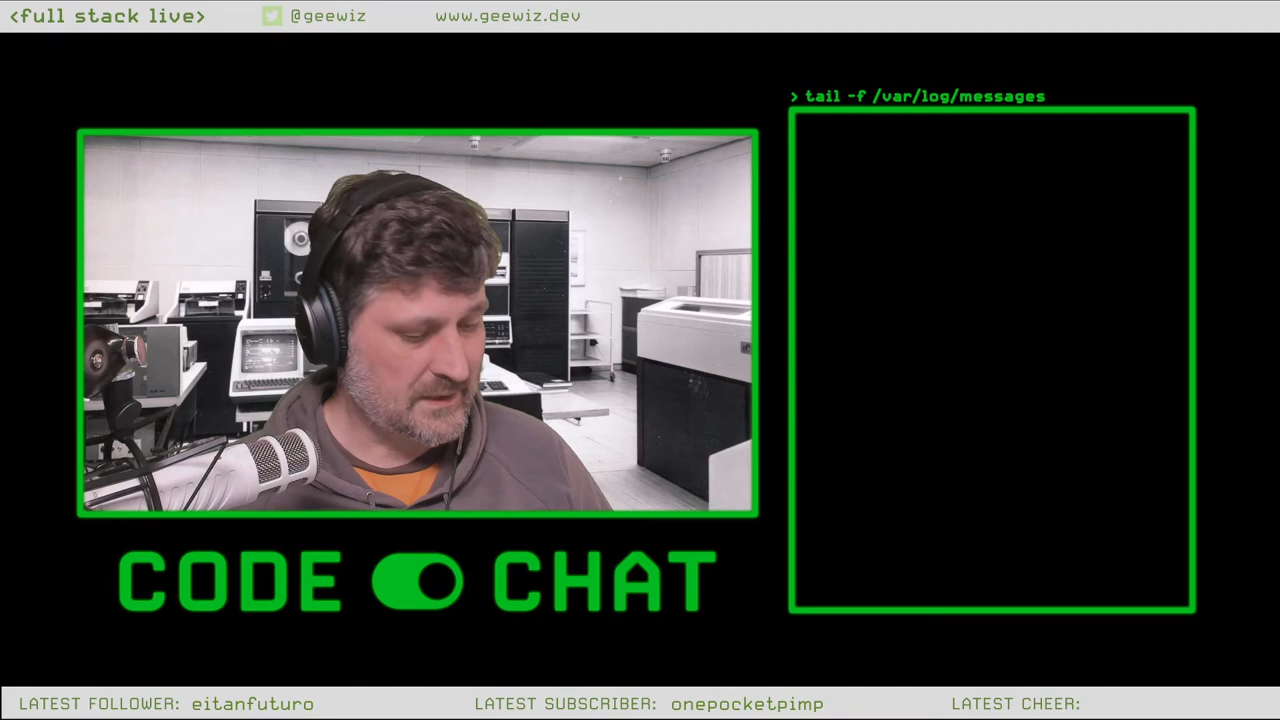 <full stack live> @geewiz www.geewiz.dev
> tail -f /var/log/messages
CODE CHAT
LATEST FOLLOWER: eitanfuturo LATEST SUBSCRIBER: onepocketpimp LATEST CHEER: